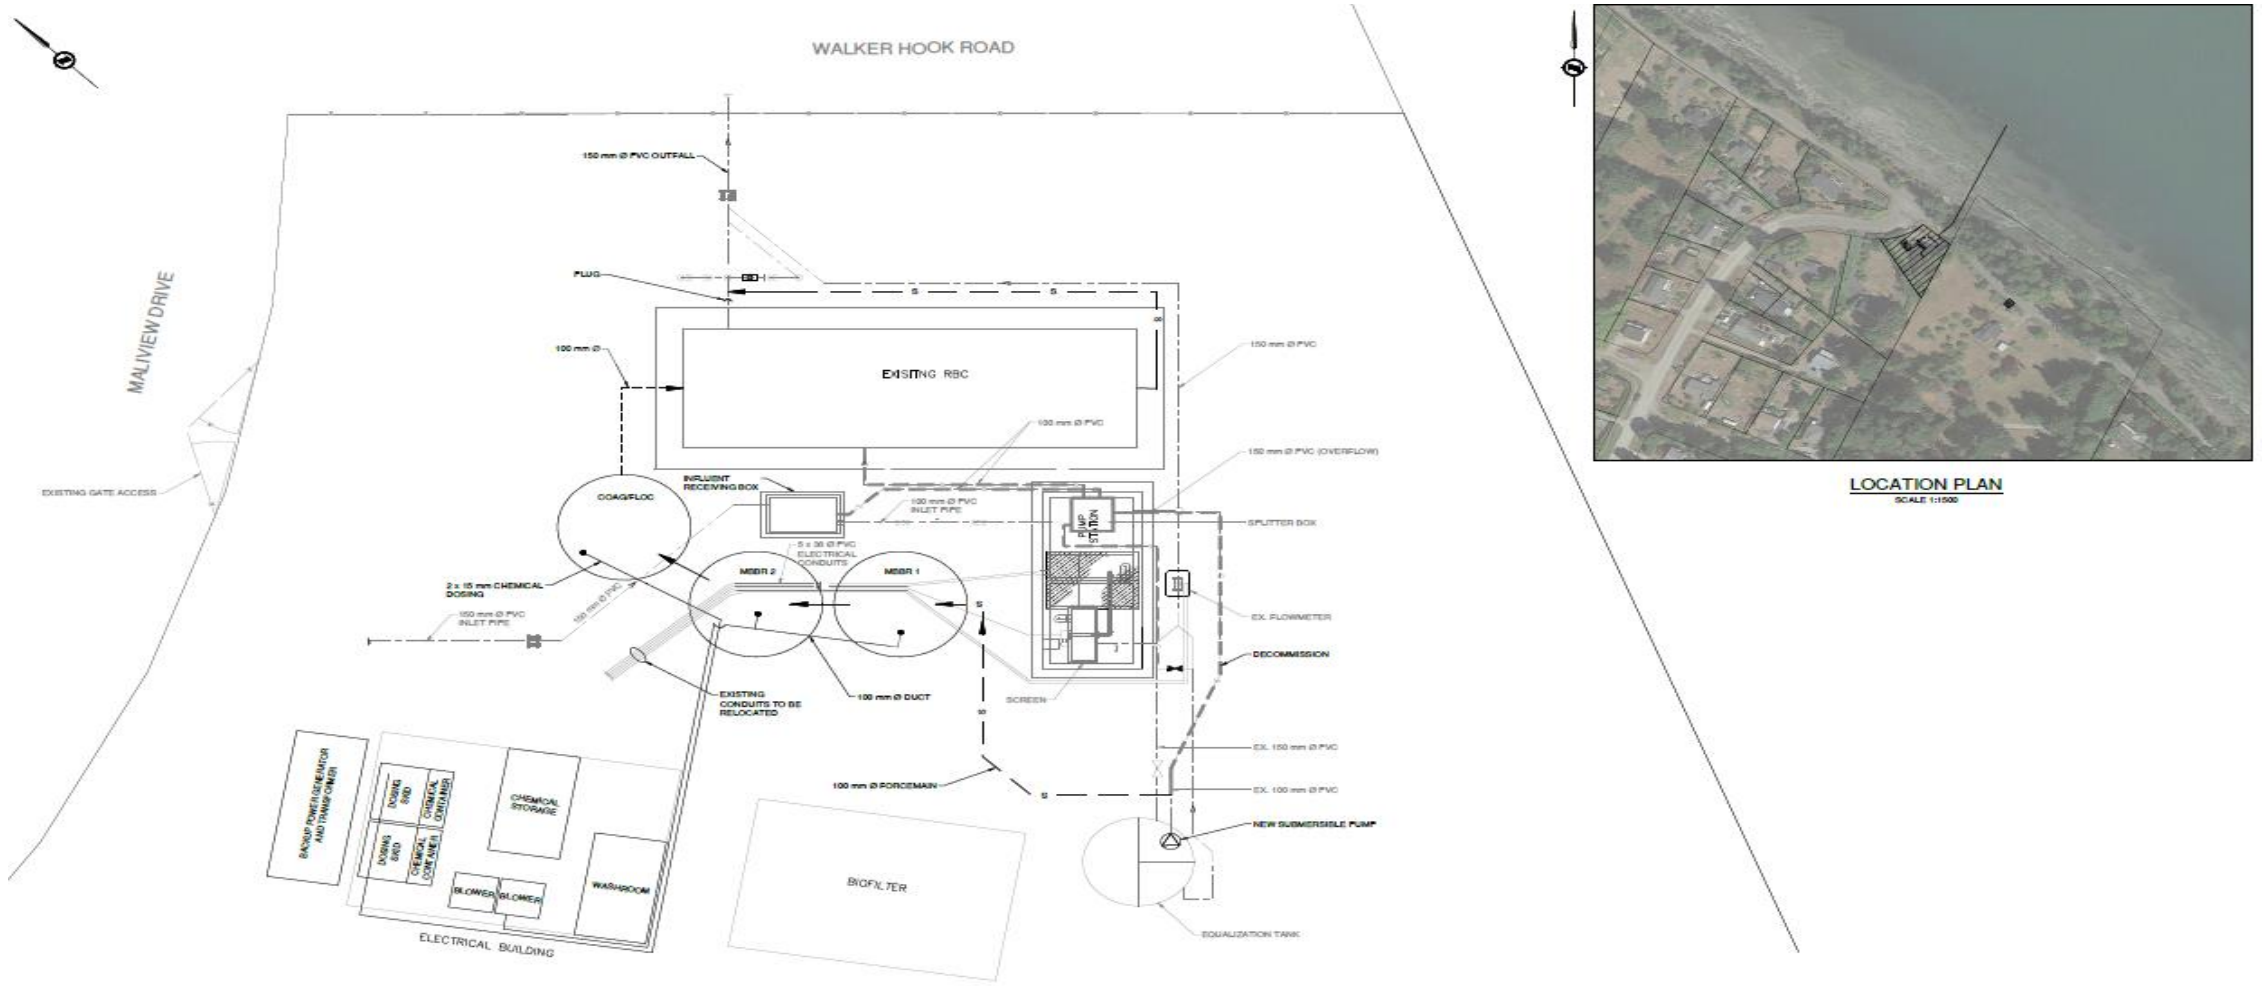 WALKER HOOK ROAD
150 mm Ø PVC OUTFALL
PLUG
MALIVIEW DRIVE
100 mm Ø
EXISITNG RBC
150 mm Ø PVC
100 mm Ø PVC
150 mm Ø PVC (OVERFLOW)
LOCATION PLAN
SCALE 1:1500
EXISTING GATE ACCESS
COAG/FLOC
INFLUENT
RECEIVING BOX
100 mm Ø PVC
INLET PIPE
PUMP
STATION
SPLITTER BOX
ELECTRICAL
CONDUITS
MBBR 2
MBBR 1
2 x 15 mm CHEMICAL
DOSING
150 mm Ø PVC
150 mm Ø PVC
INLET PIPE
S
S
S
S
S
S
EX. FLOWMETER
DECOMMISSION
EXISTING
CONDUITS TO BE
RELOCATED
100 mm Ø DUCT
SCREEN
EX. 150 mm Ø PVC
100 mm Ø FORCEMAIN
EX. 100 mm Ø PVC
NEW SUBMERSIBLE PUMP
BACKUP POWER GENERATOR
AND TRANSFORMER
DOSING
SKID
CHEMICAL
CONTAINER
DOSING
SKID
CHEMICAL
CONTAINER
CHEMICAL
STORAGE
BLOWER
BLOWER
WASHROOM
BIOFILTER
ELECTRICAL BUILDING
EQUALIZATION TANK